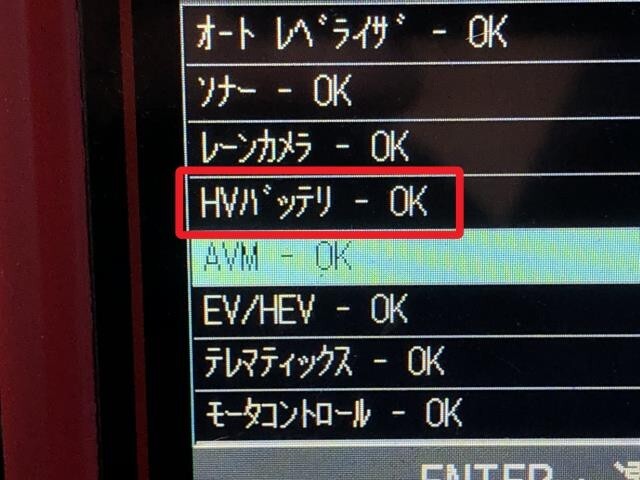 オート レベライザ - OK
ソナー - OK
レーンカメラ - OK
HVバッテリ - OK
AVM - OK
EV/HEV - OK
テレマティックス - OK
モータコントロール - OK
ENTER